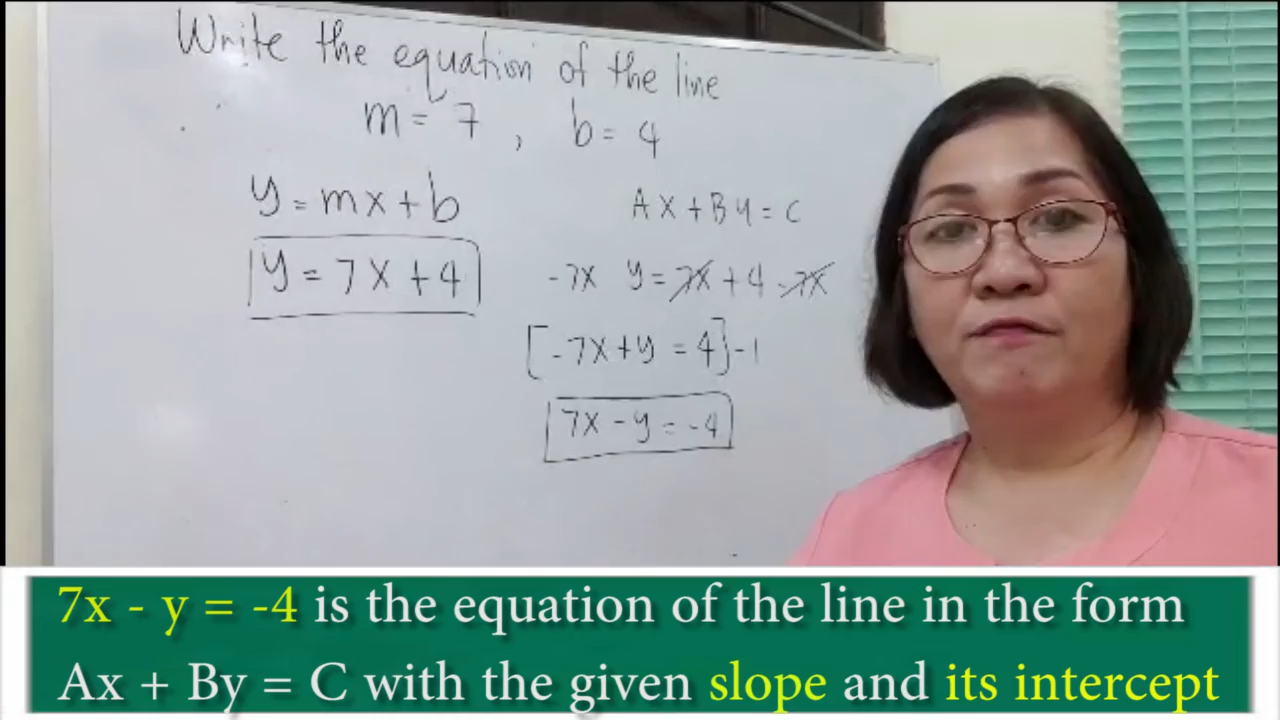 Write the equation of the line
m = 7 , b = 4
y = mx + b
y = 7x + 4
Ax + By = C
-7x y = 7x + 4 - 7x
[-7x + y = 4] -1
7x - y = -4
7x - y = -4 is the equation of the line in the form
Ax + By = C with the given slope and its intercept